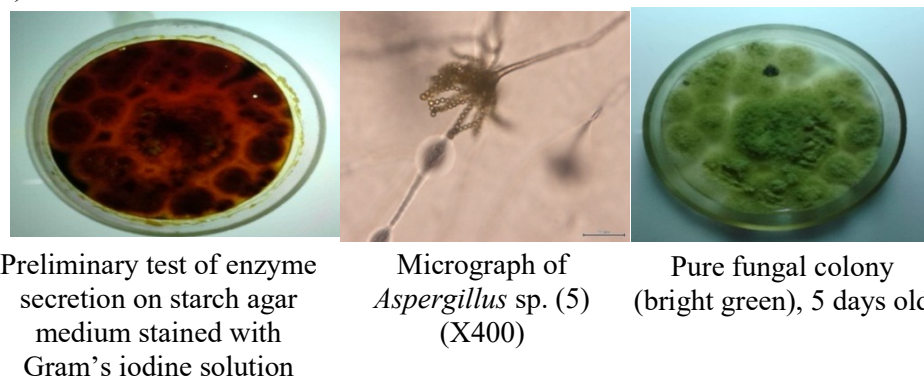 Preliminary test of enzyme
secretion on starch agar
medium stained with
Gram's iodine solution
Micrograph of
Aspergillus sp. (5)
(X400)
Pure fungal colony
(bright green), 5 days old